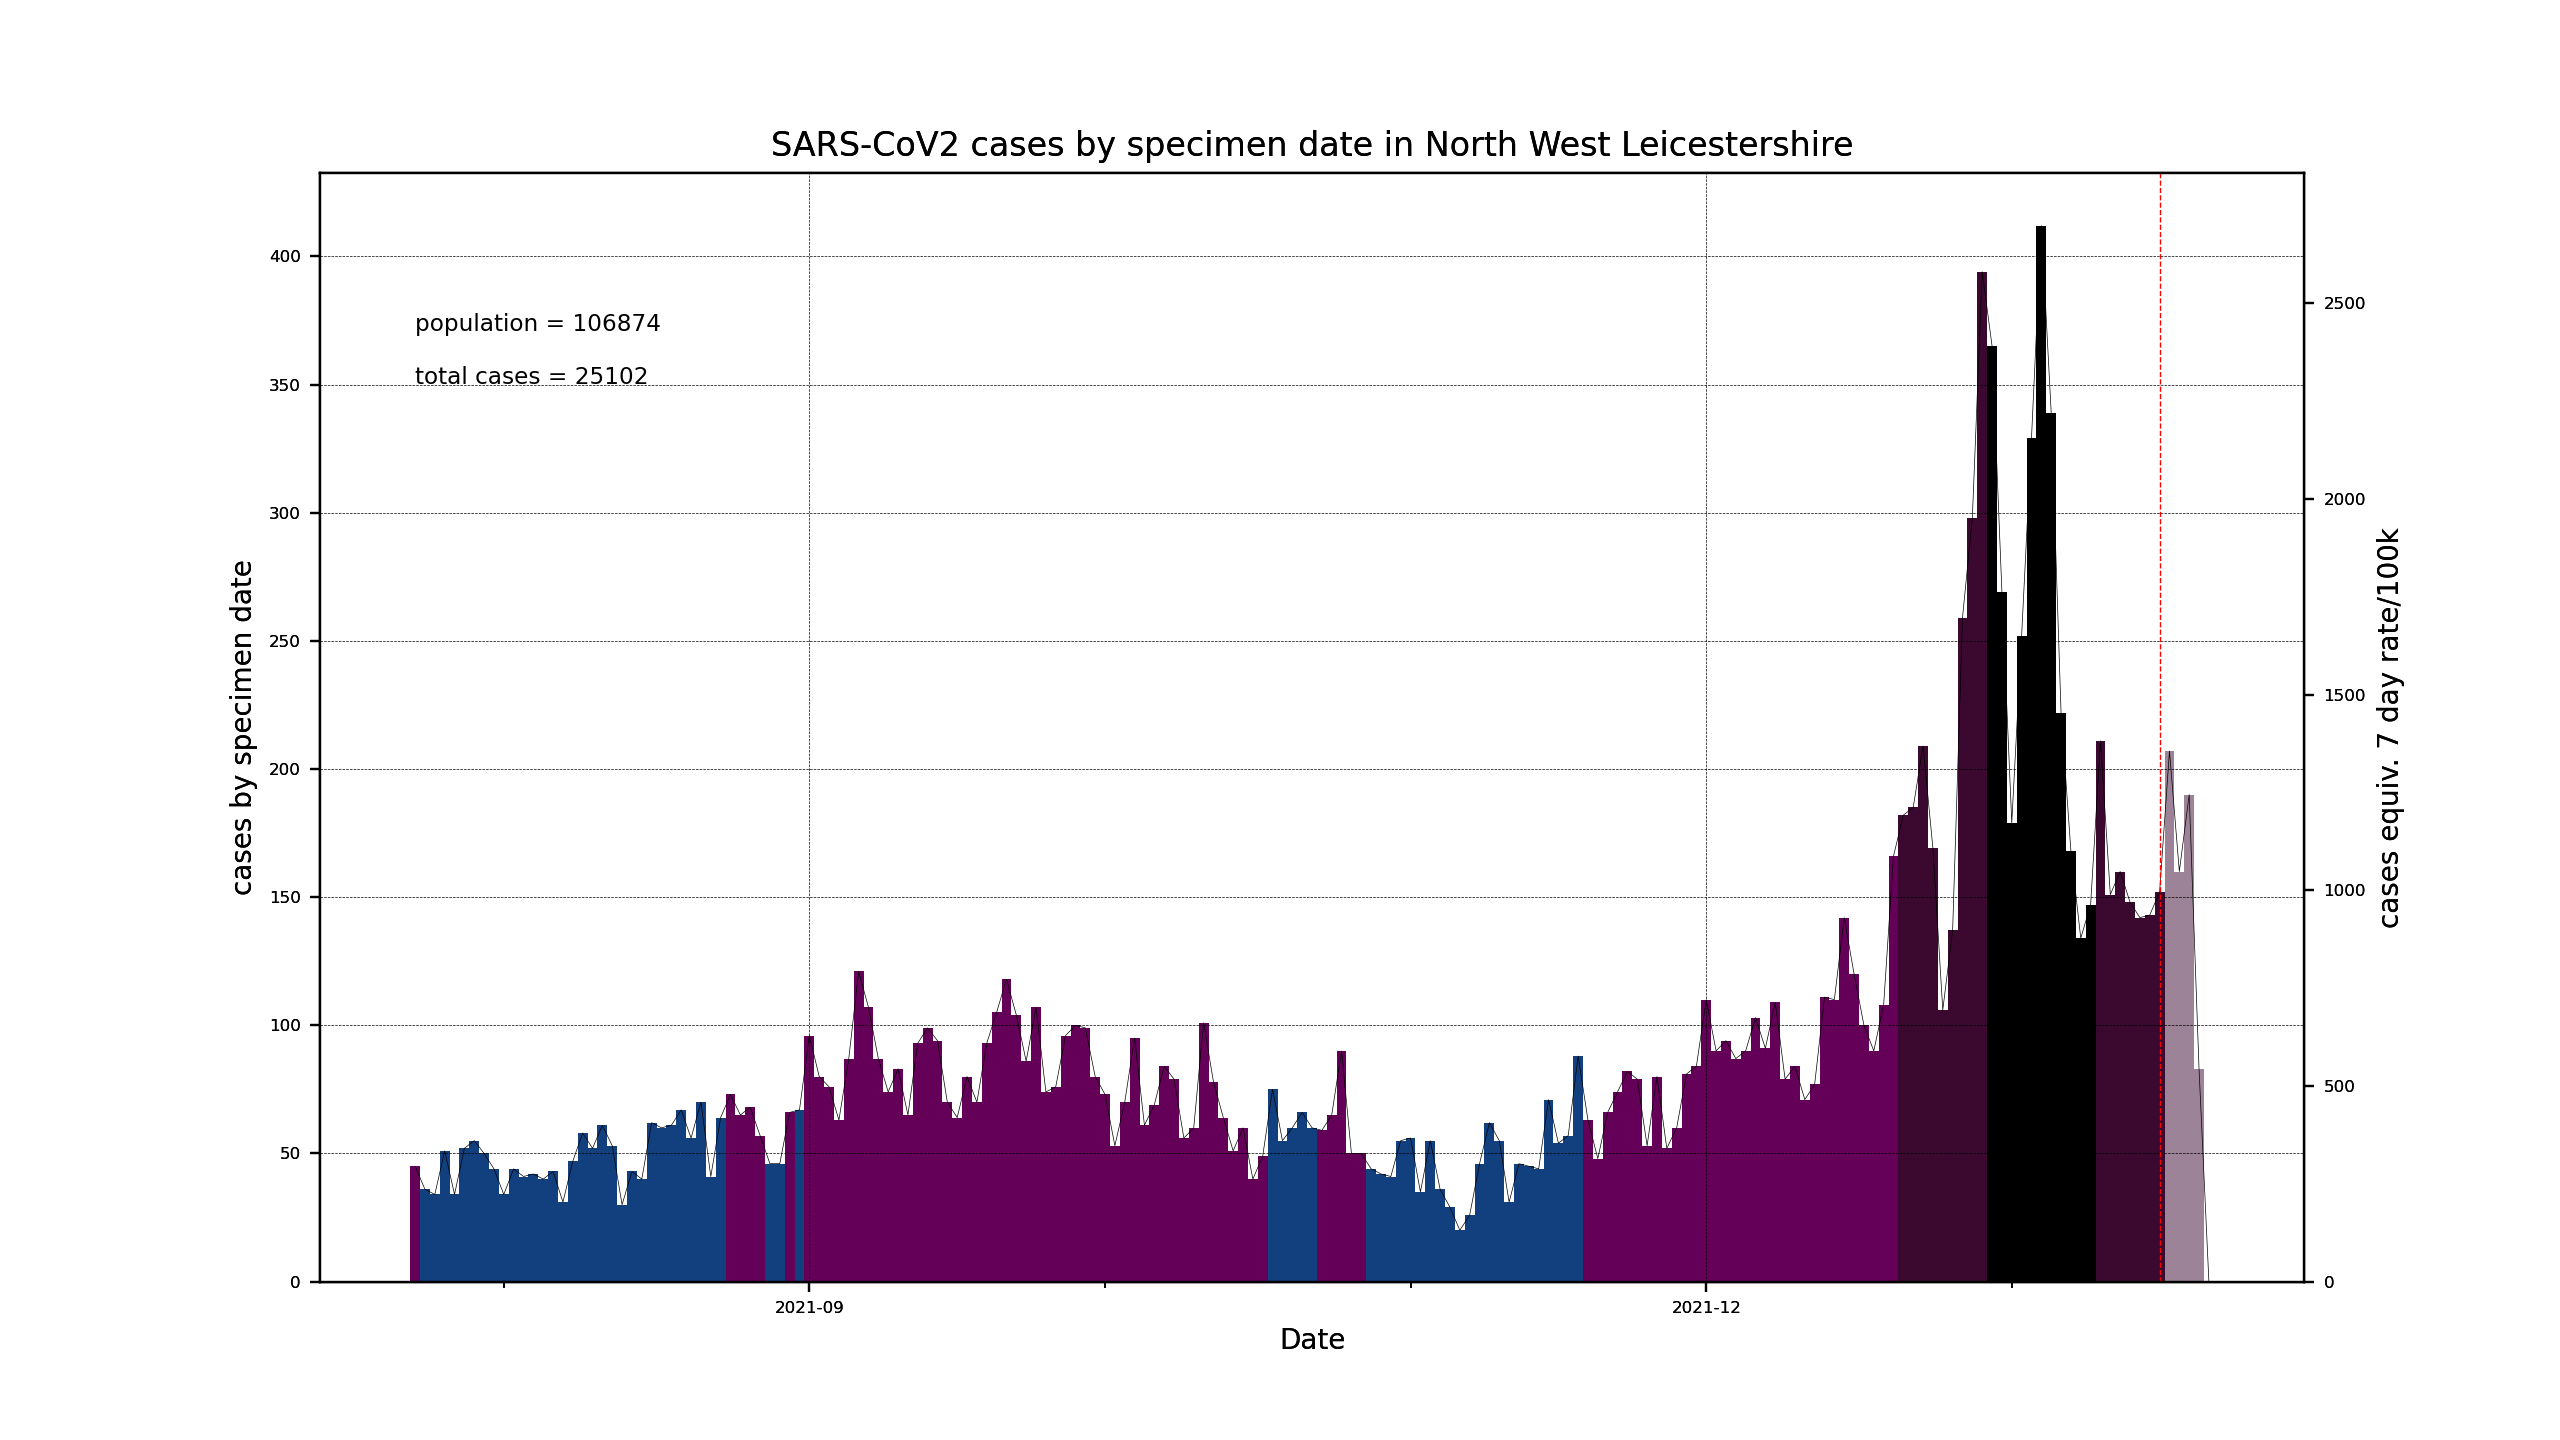 SARS-CoV2 cases by specimen date in North West Leicestershire
population = 106874
total cases = 25102
cases by specimen date
400
350
300
250
200
150
100
50
0
2500
2000
1500
1000
500
0
cases equiv. 7 day rate/100k
2021-09
2021-12
Date